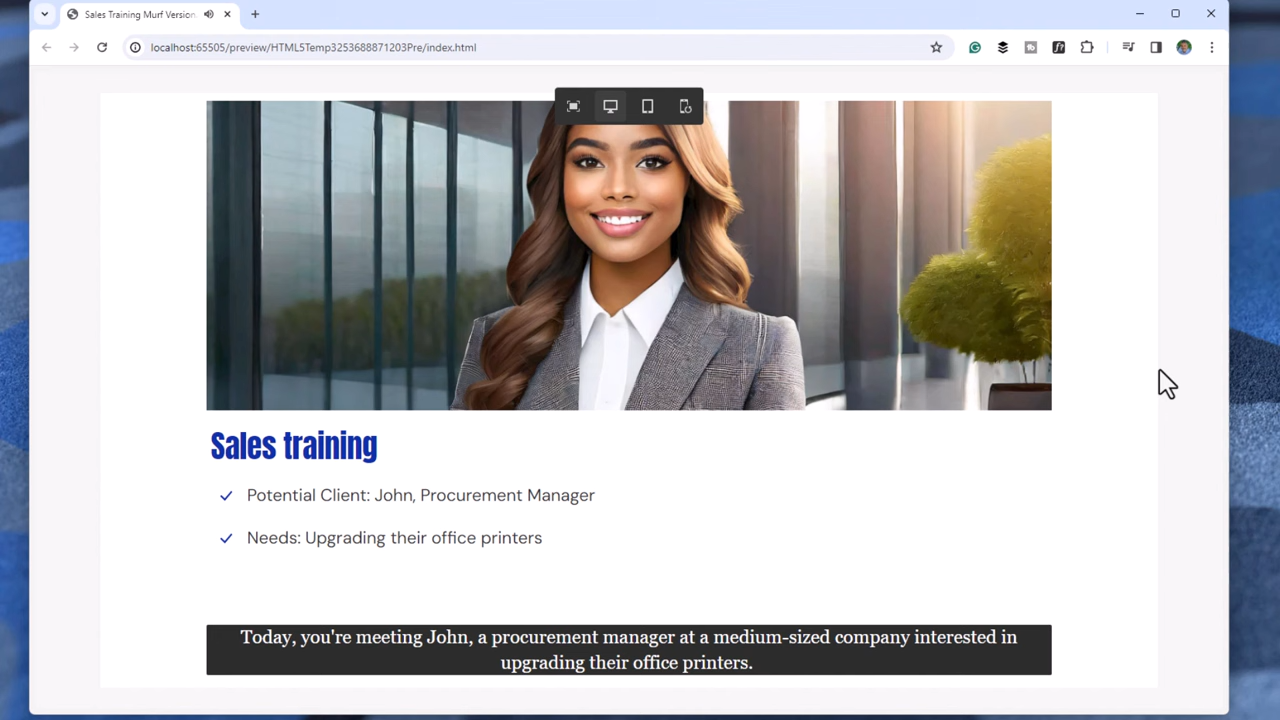 Sales Training Murf Version
localhost:65505/preview/HTML5Temp3253688871203Pre/index.html
Sales training
Potential Client: John, Procurement Manager
Needs: Upgrading their office printers
Today, you're meeting John, a procurement manager at a medium-sized company interested in
upgrading their office printers.